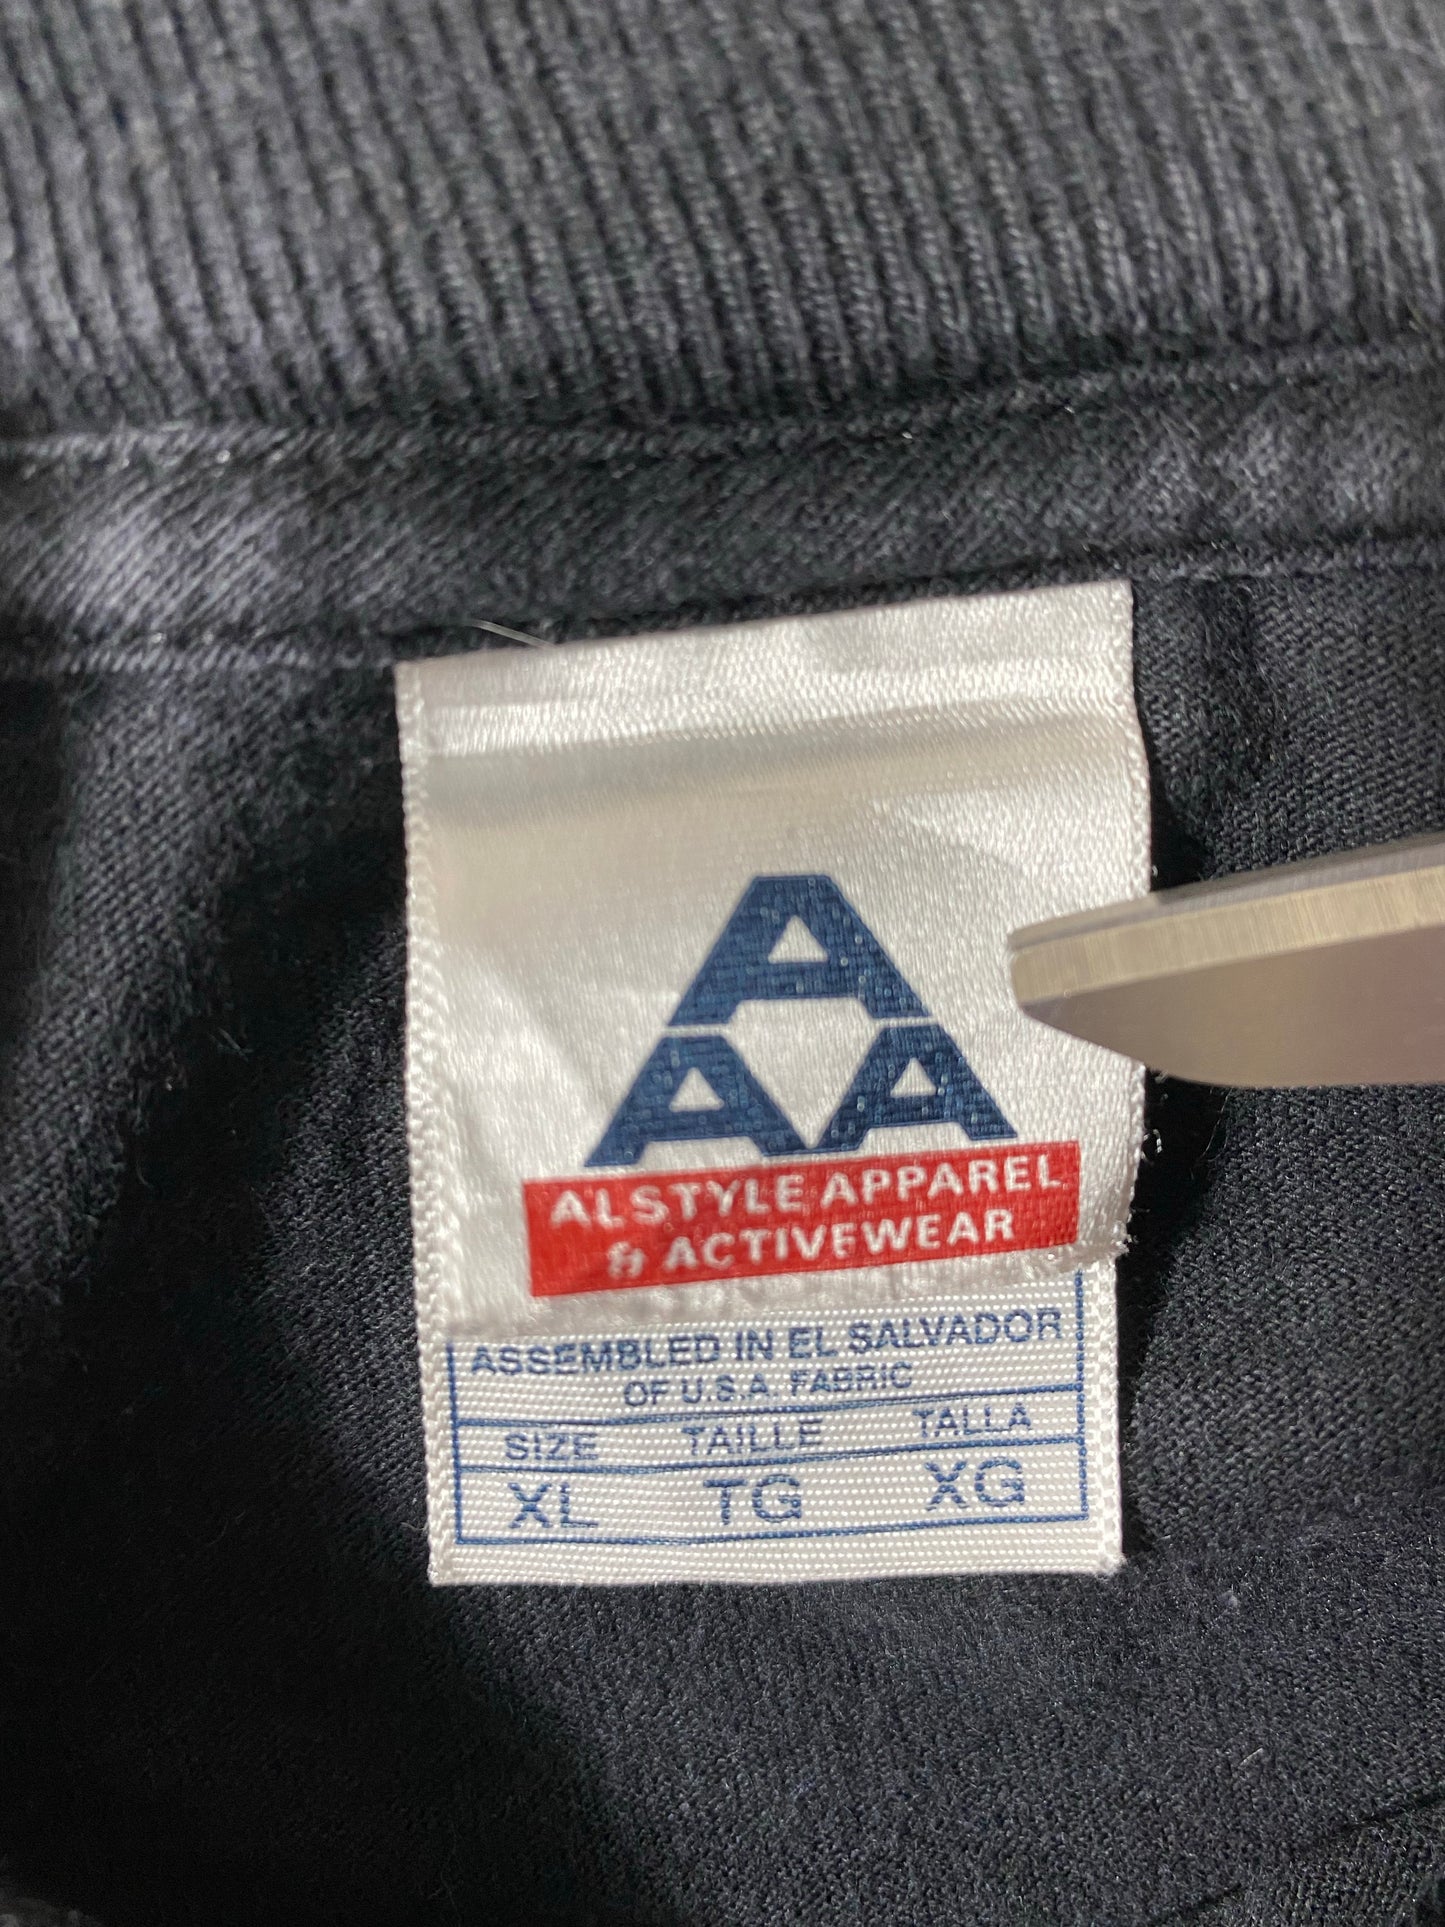 A
A A
ALSTYLE APPAREL
& ACTIVEWEAR
ASSEMBLED IN EL SALVADOR
OF U.S.A. FABRIC
SIZE TAILLE TALLA
XL TG XG